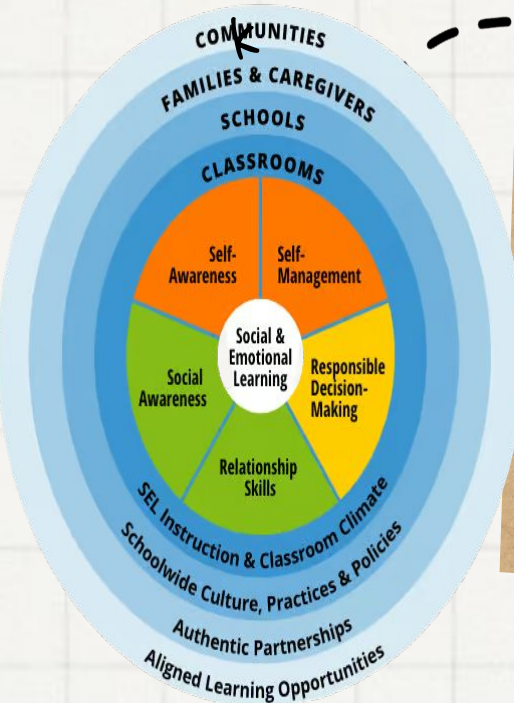 COMMUNITIES
FAMILIES & CAREGIVERS
SCHOOLS
CLASSROOMS
Self-
Awareness
Self-
Management
Social &
Emotional
Learning
Social
Awareness
Responsible
Decision-
Making
Relationship
Skills
SEL Instruction & Classroom Climate
Schoolwide Culture, Practices & Policies
Authentic Partnerships
Aligned Learning Opportunities